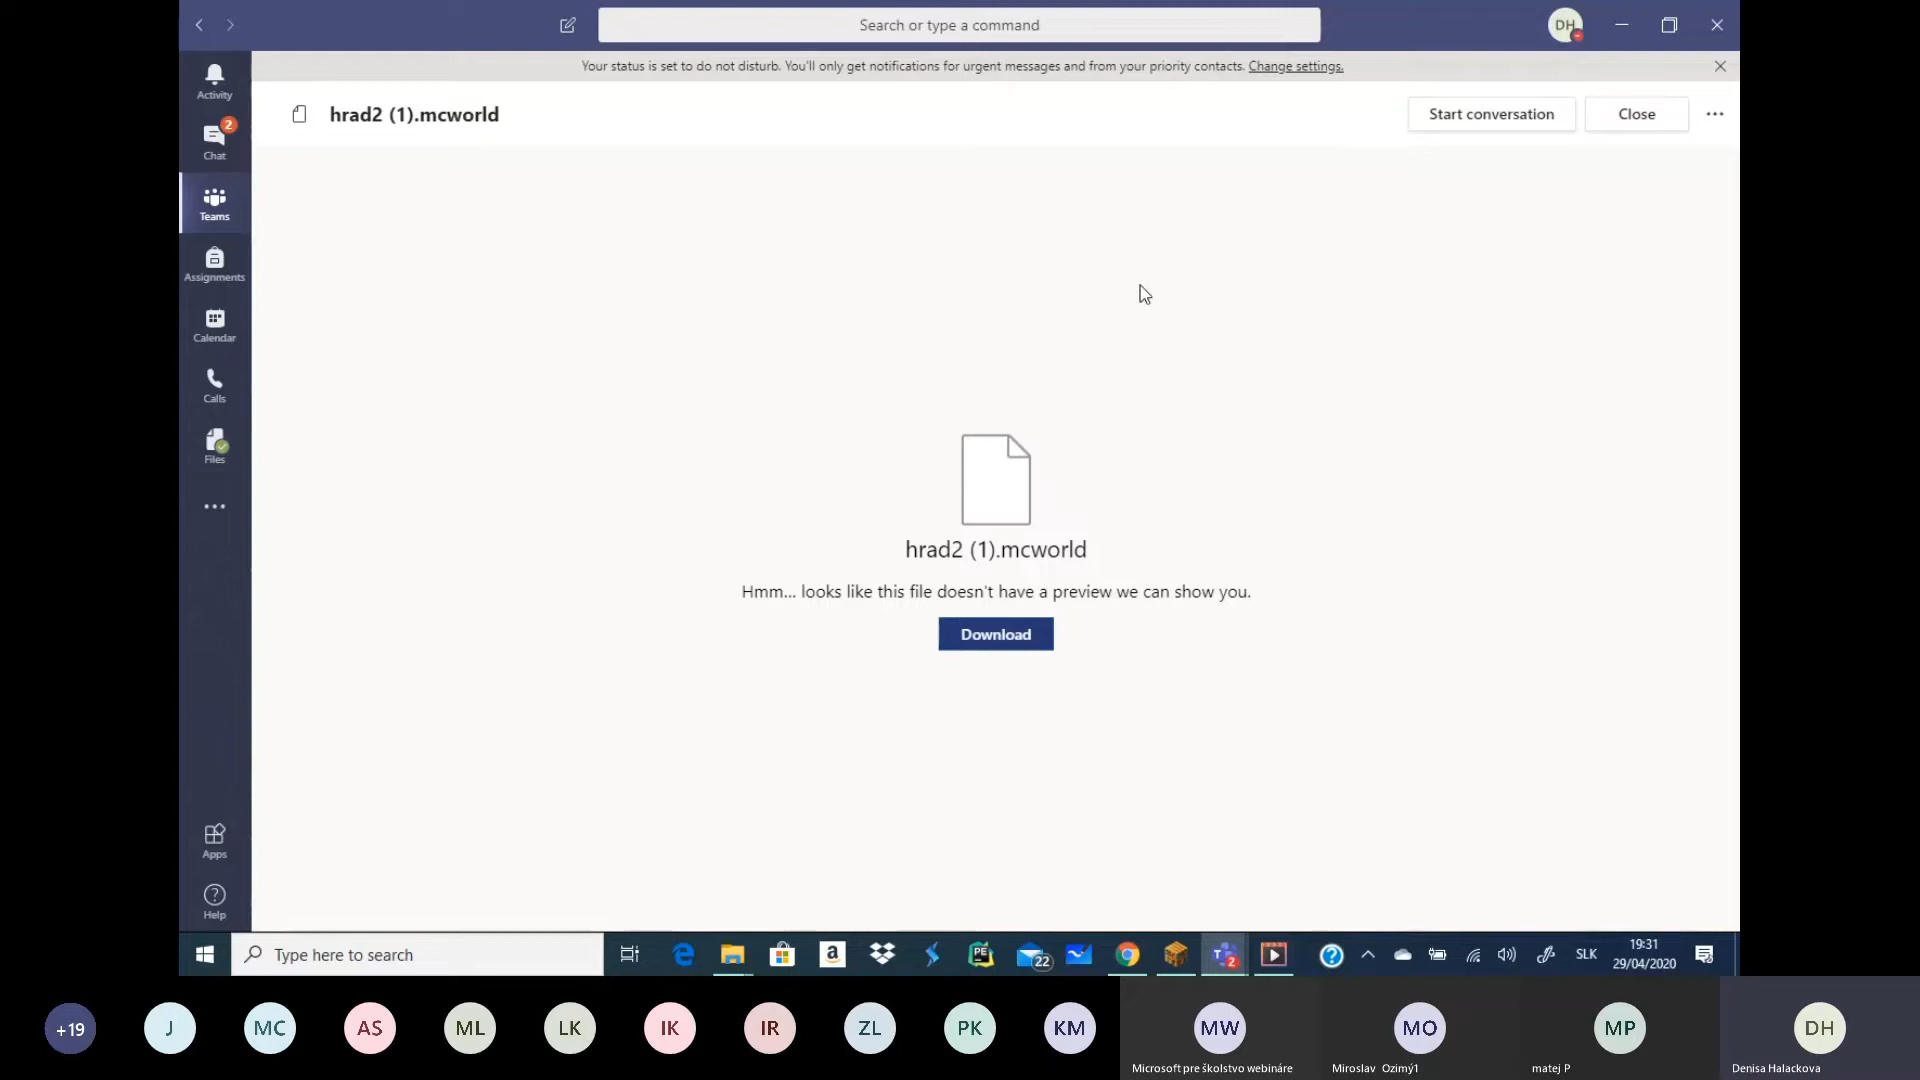 Search or type a command
DH
Your status is set to do not disturb. You'll only get notifications for urgent messages and from your priority contacts. Change settings.
Activity
hrad2 (1).mcworld
Start conversation
Close
2
Chat
Teams
Assignments
Calendar
Calls
Files
hrad2 (1).mcworld
Hmm... looks like this file doesn't have a preview we can show you.
Download
Apps
Help
Type here to search
a
PE
22
2
SLK
19:31
29/04/2020
+19
J
MC
AS
ML
LK
IK
IR
ZL
PK
KM
MW
MO
MP
DH
Microsoft pre školstvo webináre
Miroslav Ozimý1
matej P
Denisa Halackova